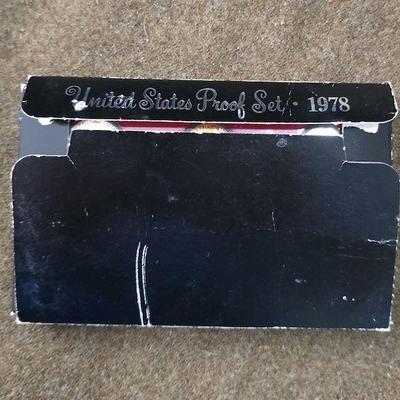 United States Proof Set · 1978